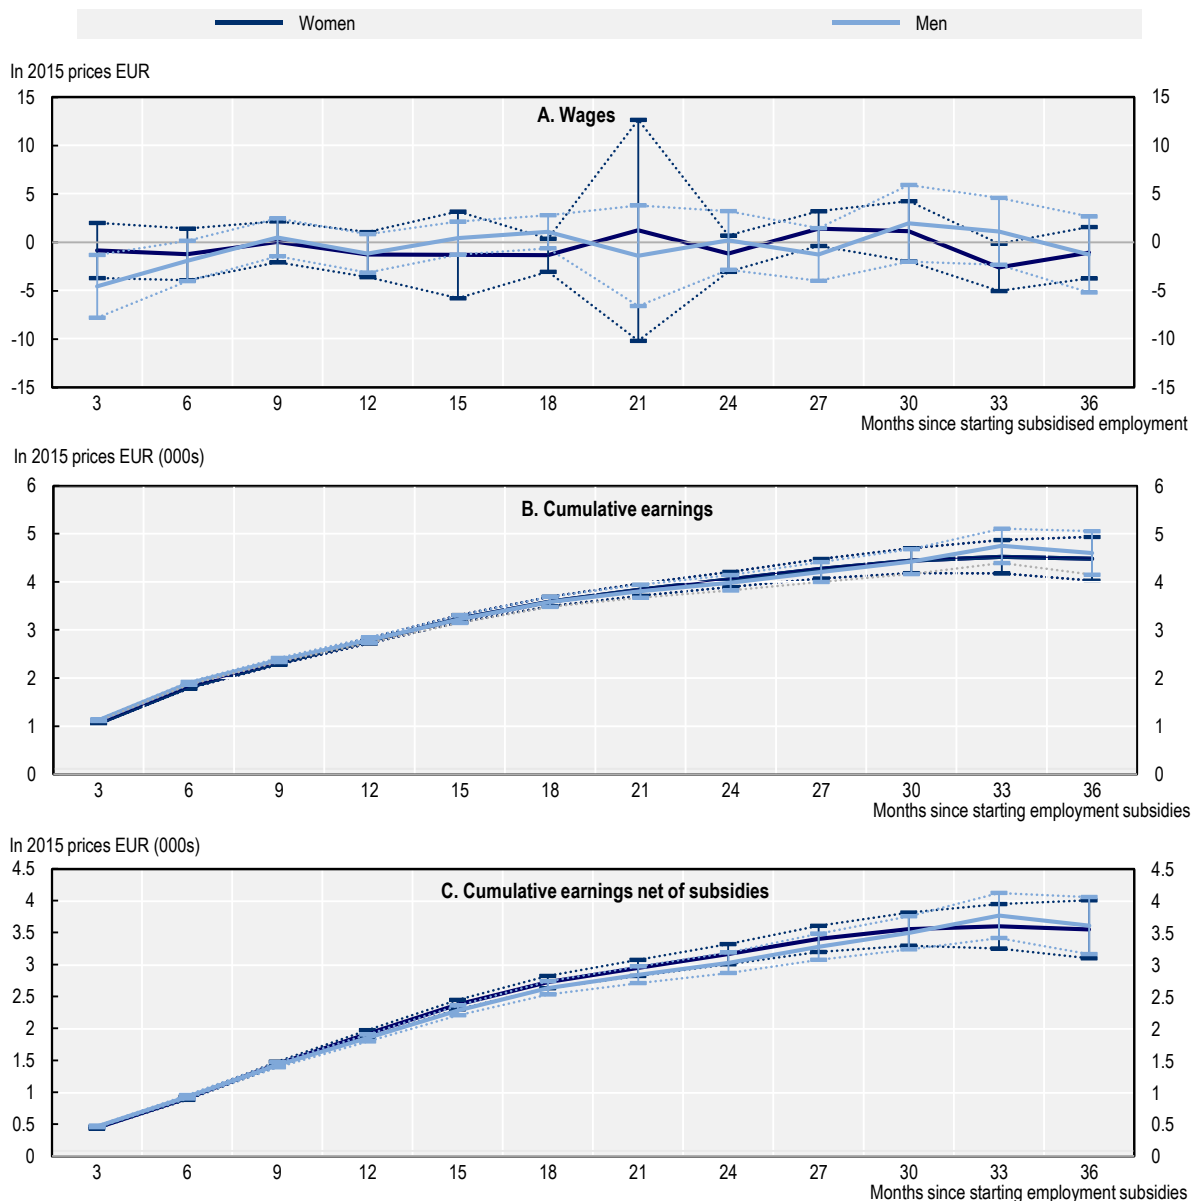 Women Men
In 2015 prices EUR
A. Wages
15 15
10 10
5 5
0 0
-5 -5
-10 -10
-15 -15
3 6 9 12 15 18 21 24 27 30 33 36
Months since starting subsidised employment
In 2015 prices EUR (000s)
B. Cumulative earnings
6 6
5 5
4 4
3 3
2 2
1 1
0 0
3 6 9 12 15 18 21 24 27 30 33 36
Months since starting employment subsidies
In 2015 prices EUR (000s)
C. Cumulative earnings net of subsidies
4.5 4.5
4 4
3.5 3.5
3 3
2.5 2.5
2 2
1.5 1.5
1 1
0.5 0.5
0 0
3 6 9 12 15 18 21 24 27 30 33 36
Months since starting employment subsidies